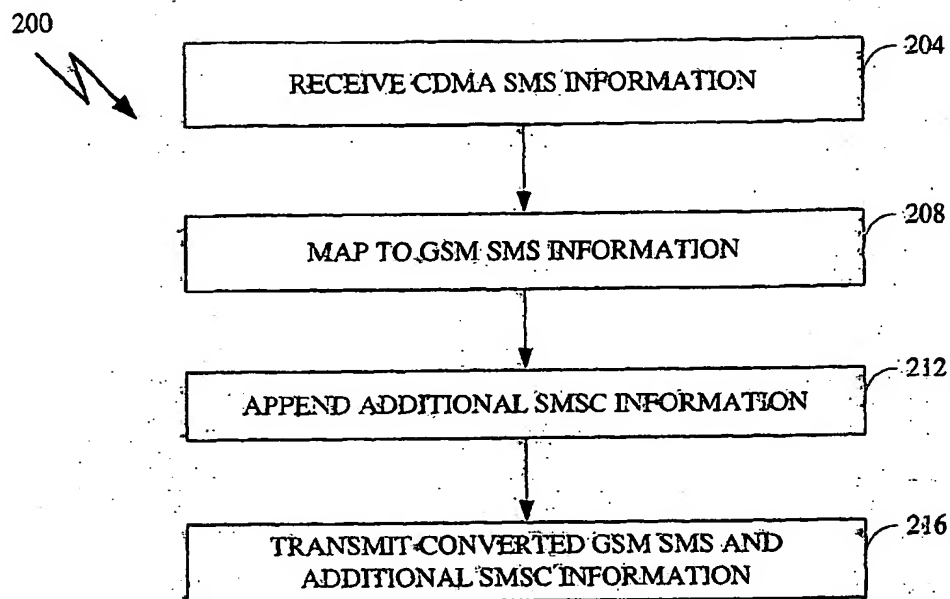 200
RECEIVE CDMA SMS INFORMATION
204
MAP TO GSM SMS INFORMATION
208
APPEND ADDITIONAL SMSC INFORMATION
212
TRANSMIT CONVERTED GSM SMS AND
ADDITIONAL SMSC INFORMATION
216